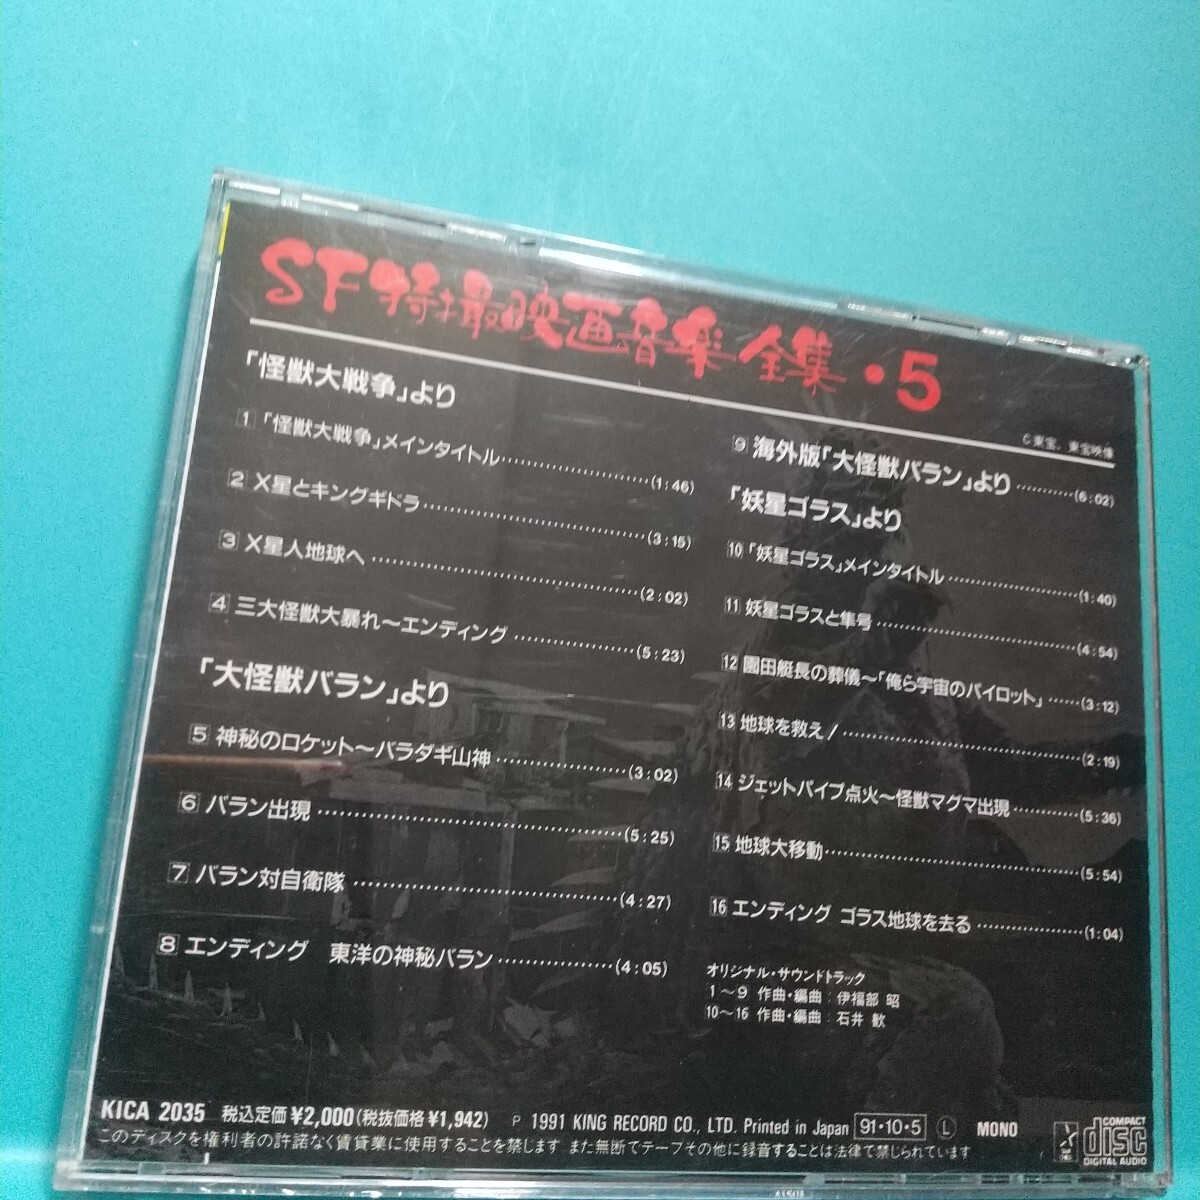 SF特撮映画音楽全集・5
C東宝、東宝映像
「怪獣大戦争」より
1 「怪獣大戦争」メインタイトル (1:46)
2 X星とキングギドラ (3:15)
3 X星人地球へ (2:02)
4 三大怪獣大暴れ〜エンディング (5:23)
「大怪獣バラン」より
5 神秘のロケット〜バラダギ山神 (3:02)
6 バラン出現 (5:25)
7 バラン対自衛隊 (4:27)
8 エンディング 東洋の神秘バラン (4:05)
9 海外版「大怪獣バラン」より (6:02)
「妖星ゴラス」より
10 「妖星ゴラス」メインタイトル (1:40)
11 妖星ゴラスと隼号 (4:54)
12 園田艇長の葬儀〜「俺ら宇宙のパイロット」 (3:12)
13 地球を救え! (2:19)
14 ジェットパイプ点火〜怪獣マグマ出現 (5:36)
15 地球大移動 (5:54)
16 エンディング ゴラス地球を去る (1:04)
オリジナル・サウンドトラック
1〜9 作曲・編曲:伊福部 昭
10〜16 作曲・編曲:石井 歓
KICA 2035 税込定価¥2,000(税抜価格¥1,942) ℗ 1991 KING RECORD CO., LTD. Printed in Japan 91・10・5 Ⓛ MONO
このディスクを権利者の許諾なく賃貸業に使用することを禁じます また無断でテープその他に録音することは法律で禁じられています
COMPACT
disc
DIGITAL AUDIO